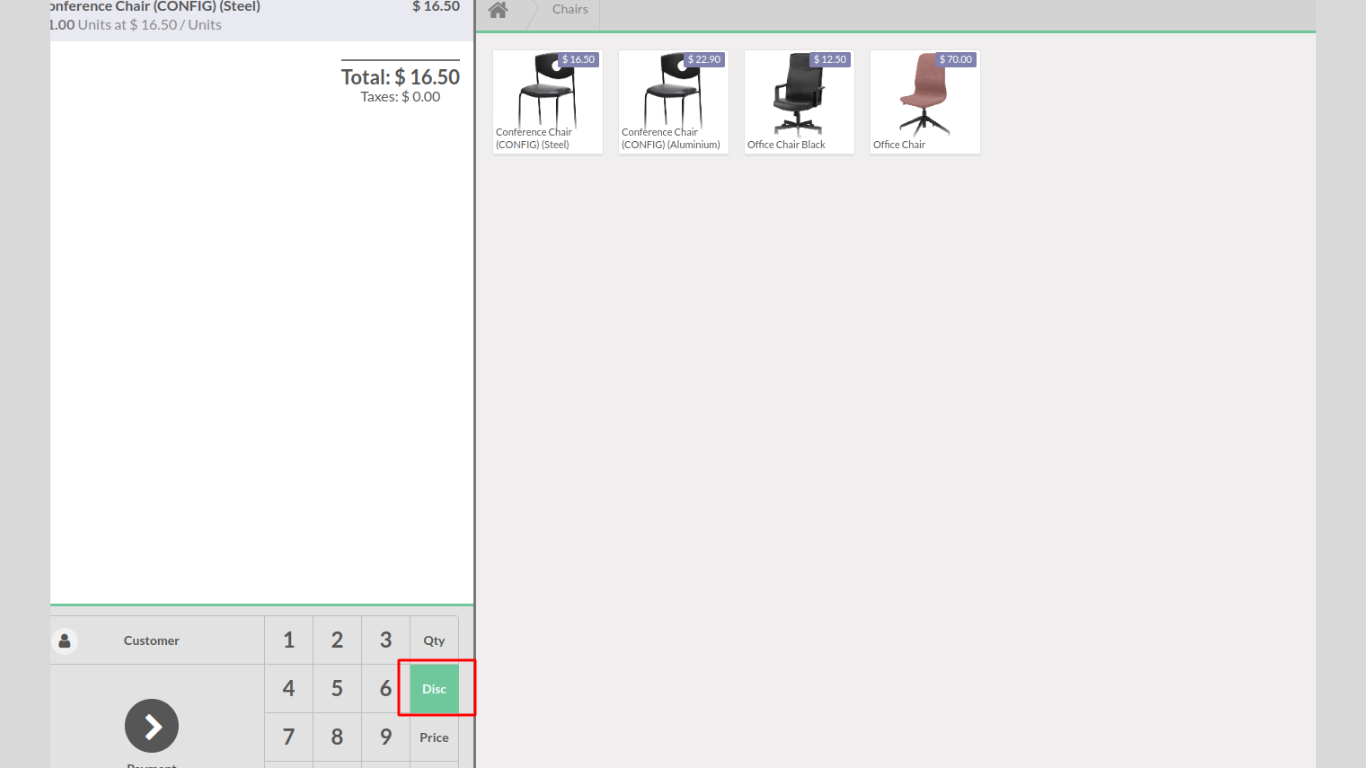 onference Chair (CONFIG) (Steel) $ 16.50
1.00 Units at $ 16.50 / Units
Total: $ 16.50
Taxes: $ 0.00
Customer
1 2 3 Qty
4 5 6 Disc
7 8 9 Price
Payment
Chairs
$ 16.50
Conference Chair
(CONFIG) (Steel)
$ 22.90
Conference Chair
(CONFIG) (Aluminium)
$ 12.50
Office Chair Black
$ 70.00
Office Chair